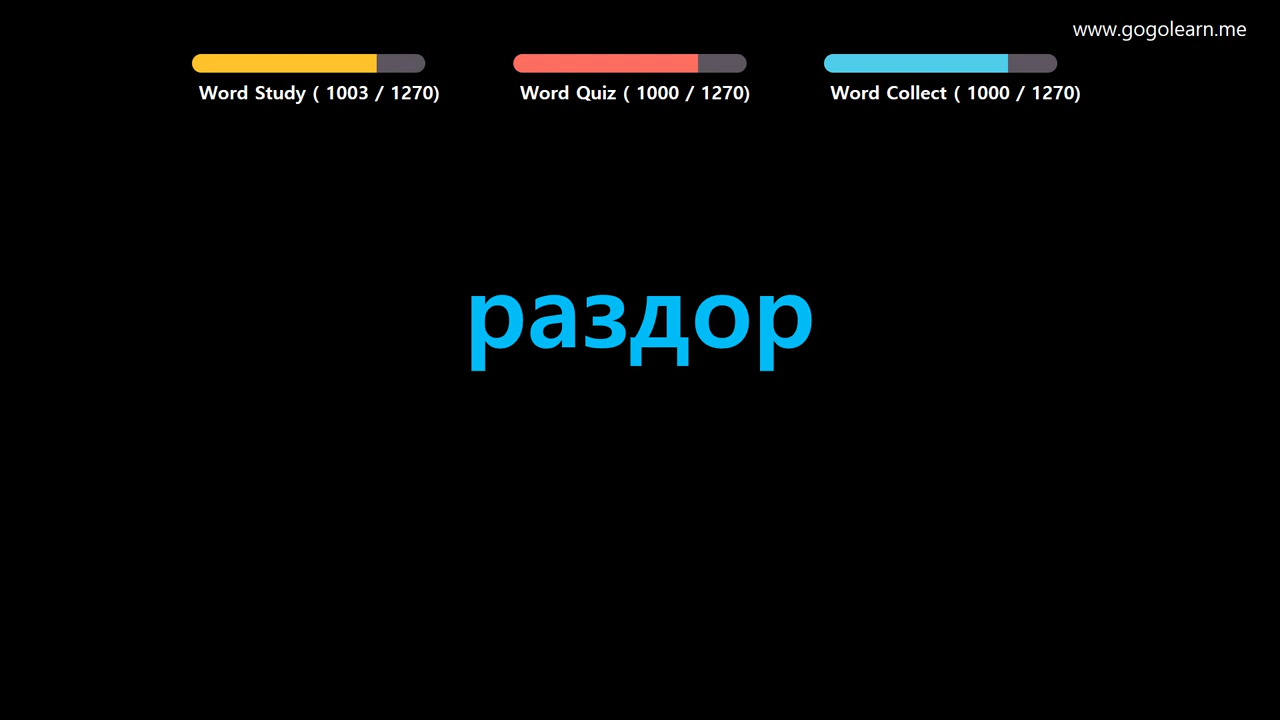 www.gogolearn.me
Word Study ( 1003 / 1270)
Word Quiz ( 1000 / 1270)
Word Collect ( 1000 / 1270)
раздор